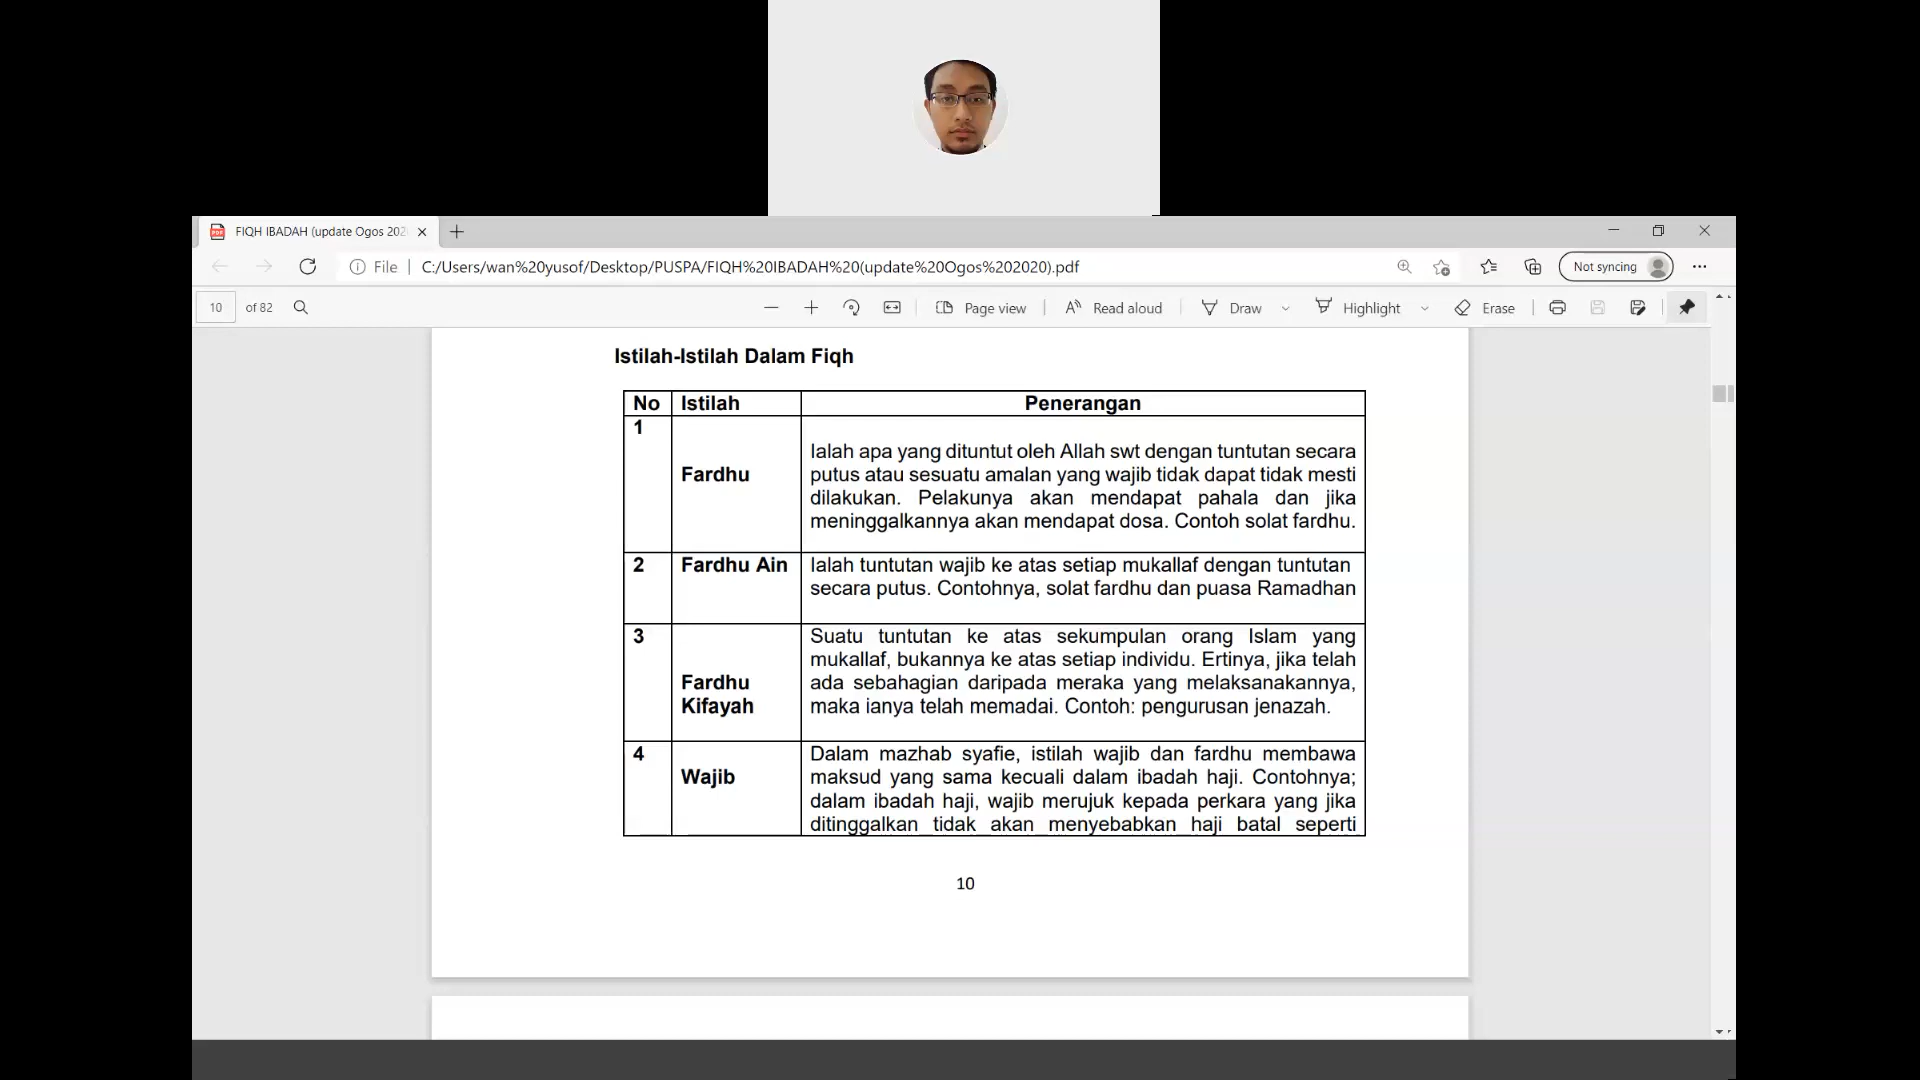 FIQH IBADAH (update Ogos 202
File
C:/Users/wan%20yusof/Desktop/PUSPA/FIQH%20IBADAH%20(update%20Ogos%202020).pdf
Not syncing
10 of 82
Page view
Read aloud
Draw
Highlight
Erase
Istilah-Istilah Dalam Fiqh
No Istilah Penerangan
1
Fardhu
Ialah apa yang dituntut oleh Allah swt dengan tuntutan secara
putus atau sesuatu amalan yang wajib tidak dapat tidak mesti
dilakukan. Pelakunya akan mendapat pahala dan jika
meninggalkannya akan mendapat dosa. Contoh solat fardhu.
2
Fardhu Ain
Ialah tuntutan wajib ke atas setiap mukallaf dengan tuntutan
secara putus. Contohnya, solat fardhu dan puasa Ramadhan
3
Fardhu
Kifayah
Suatu tuntutan ke atas sekumpulan orang Islam yang
mukallaf, bukannya ke atas setiap individu. Ertinya, jika telah
ada sebahagian daripada meraka yang melaksanakannya,
maka ianya telah memadai. Contoh: pengurusan jenazah.
4
Wajib
Dalam mazhab syafie, istilah wajib dan fardhu membawa
maksud yang sama kecuali dalam ibadah haji. Contohnya;
dalam ibadah haji, wajib merujuk kepada perkara yang jika
ditinggalkan tidak akan menyebabkan haji batal seperti
10